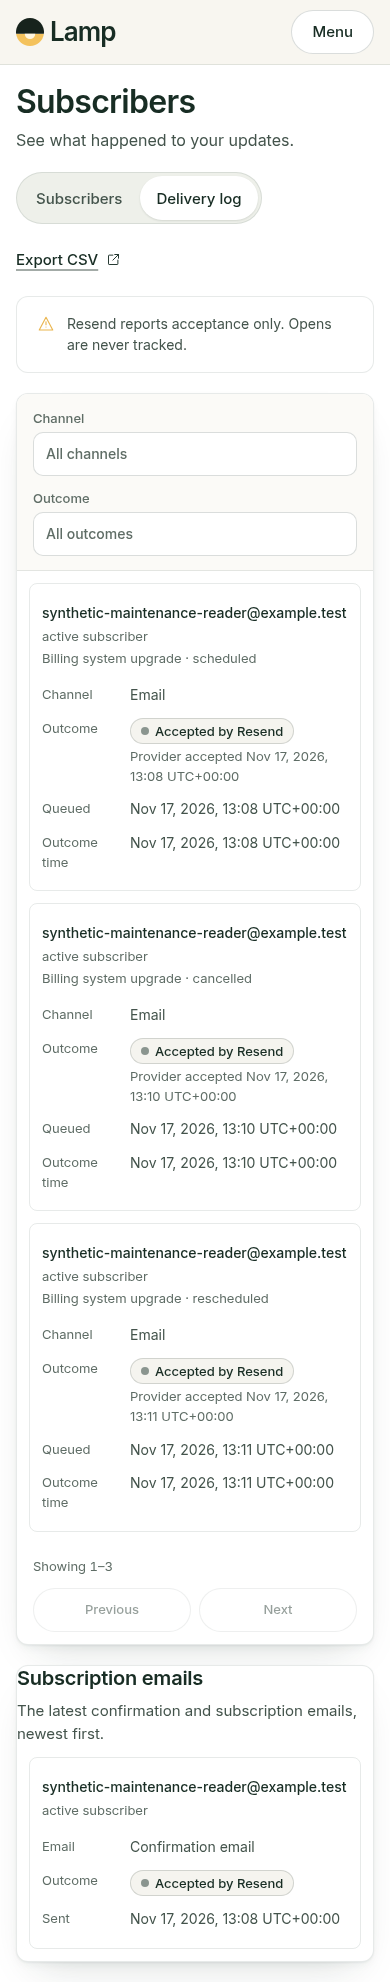 Lamp
Menu
Subscribers
See what happened to your updates.
Subscribers
Delivery log
Export CSV
Resend reports acceptance only. Opens
are never tracked.
Channel
All channels
Outcome
All outcomes
synthetic-maintenance-reader@example.test
active subscriber
Billing system upgrade · scheduled
Channel Email
Outcome Accepted by Resend
Provider accepted Nov 17, 2026,
13:08 UTC+00:00
Queued Nov 17, 2026, 13:08 UTC+00:00
Outcome Nov 17, 2026, 13:08 UTC+00:00
time
synthetic-maintenance-reader@example.test
active subscriber
Billing system upgrade · cancelled
Channel Email
Outcome Accepted by Resend
Provider accepted Nov 17, 2026,
13:10 UTC+00:00
Queued Nov 17, 2026, 13:10 UTC+00:00
Outcome Nov 17, 2026, 13:10 UTC+00:00
time
synthetic-maintenance-reader@example.test
active subscriber
Billing system upgrade · rescheduled
Channel Email
Outcome Accepted by Resend
Provider accepted Nov 17, 2026,
13:11 UTC+00:00
Queued Nov 17, 2026, 13:11 UTC+00:00
Outcome Nov 17, 2026, 13:11 UTC+00:00
time
Showing 1–3
Previous
Next
Subscription emails
The latest confirmation and subscription emails,
newest first.
synthetic-maintenance-reader@example.test
active subscriber
Email Confirmation email
Outcome Accepted by Resend
Sent Nov 17, 2026, 13:08 UTC+00:00